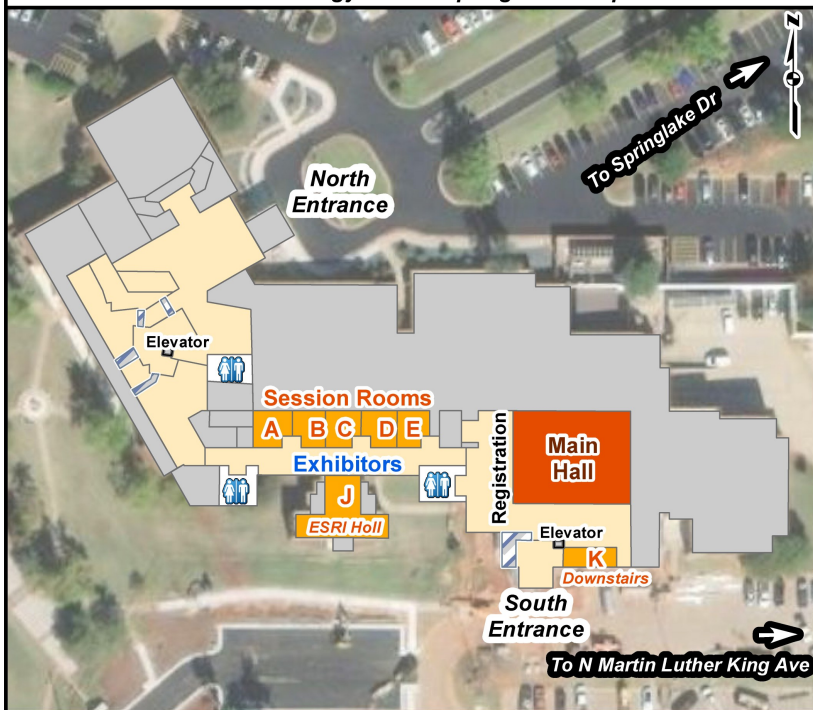 N
To Springlake Dr
North
Entrance
Elevator
Session Rooms
A B C D E
Exhibitors
Registration
Main
Hall
J
ESRI Holl
Elevator
K
Downstairs
South
Entrance
To N Martin Luther King Ave